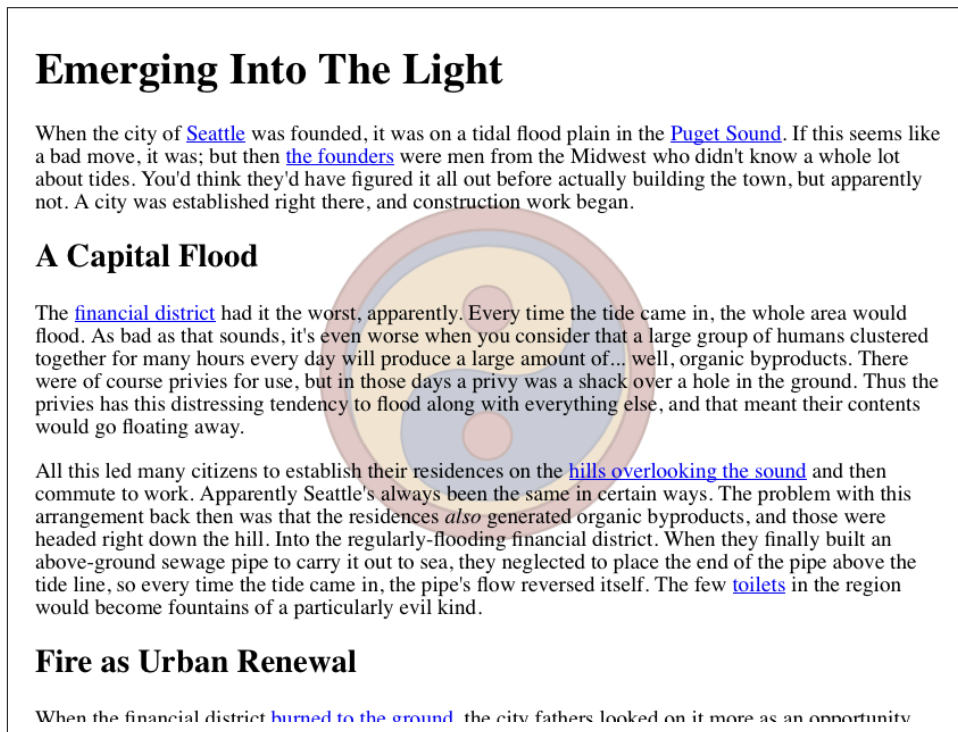 Emerging Into The Light
When the city of Seattle was founded, it was on a tidal flood plain in the Puget Sound. If this seems like
a bad move, it was; but then the founders were men from the Midwest who didn't know a whole lot
about tides. You'd think they'd have figured it all out before actually building the town, but apparently
not. A city was established right there, and construction work began.
A Capital Flood
The financial district had it the worst, apparently. Every time the tide came in, the whole area would
flood. As bad as that sounds, it's even worse when you consider that a large group of humans clustered
together for many hours every day will produce a large amount of... well, organic byproducts. There
were of course privies for use, but in those days a privy was a shack over a hole in the ground. Thus the
privies has this distressing tendency to flood along with everything else, and that meant their contents
would go floating away.
All this led many citizens to establish their residences on the hills overlooking the sound and then
commute to work. Apparently Seattle's always been the same in certain ways. The problem with this
arrangement back then was that the residences also generated organic byproducts, and those were
headed right down the hill. Into the regularly-flooding financial district. When they finally built an
above-ground sewage pipe to carry it out to sea, they neglected to place the end of the pipe above the
tide line, so every time the tide came in, the pipe's flow reversed itself. The few toilets in the region
would become fountains of a particularly evil kind.
Fire as Urban Renewal
When the financial district burned to the ground, the city fathers looked on it more as an opportunity